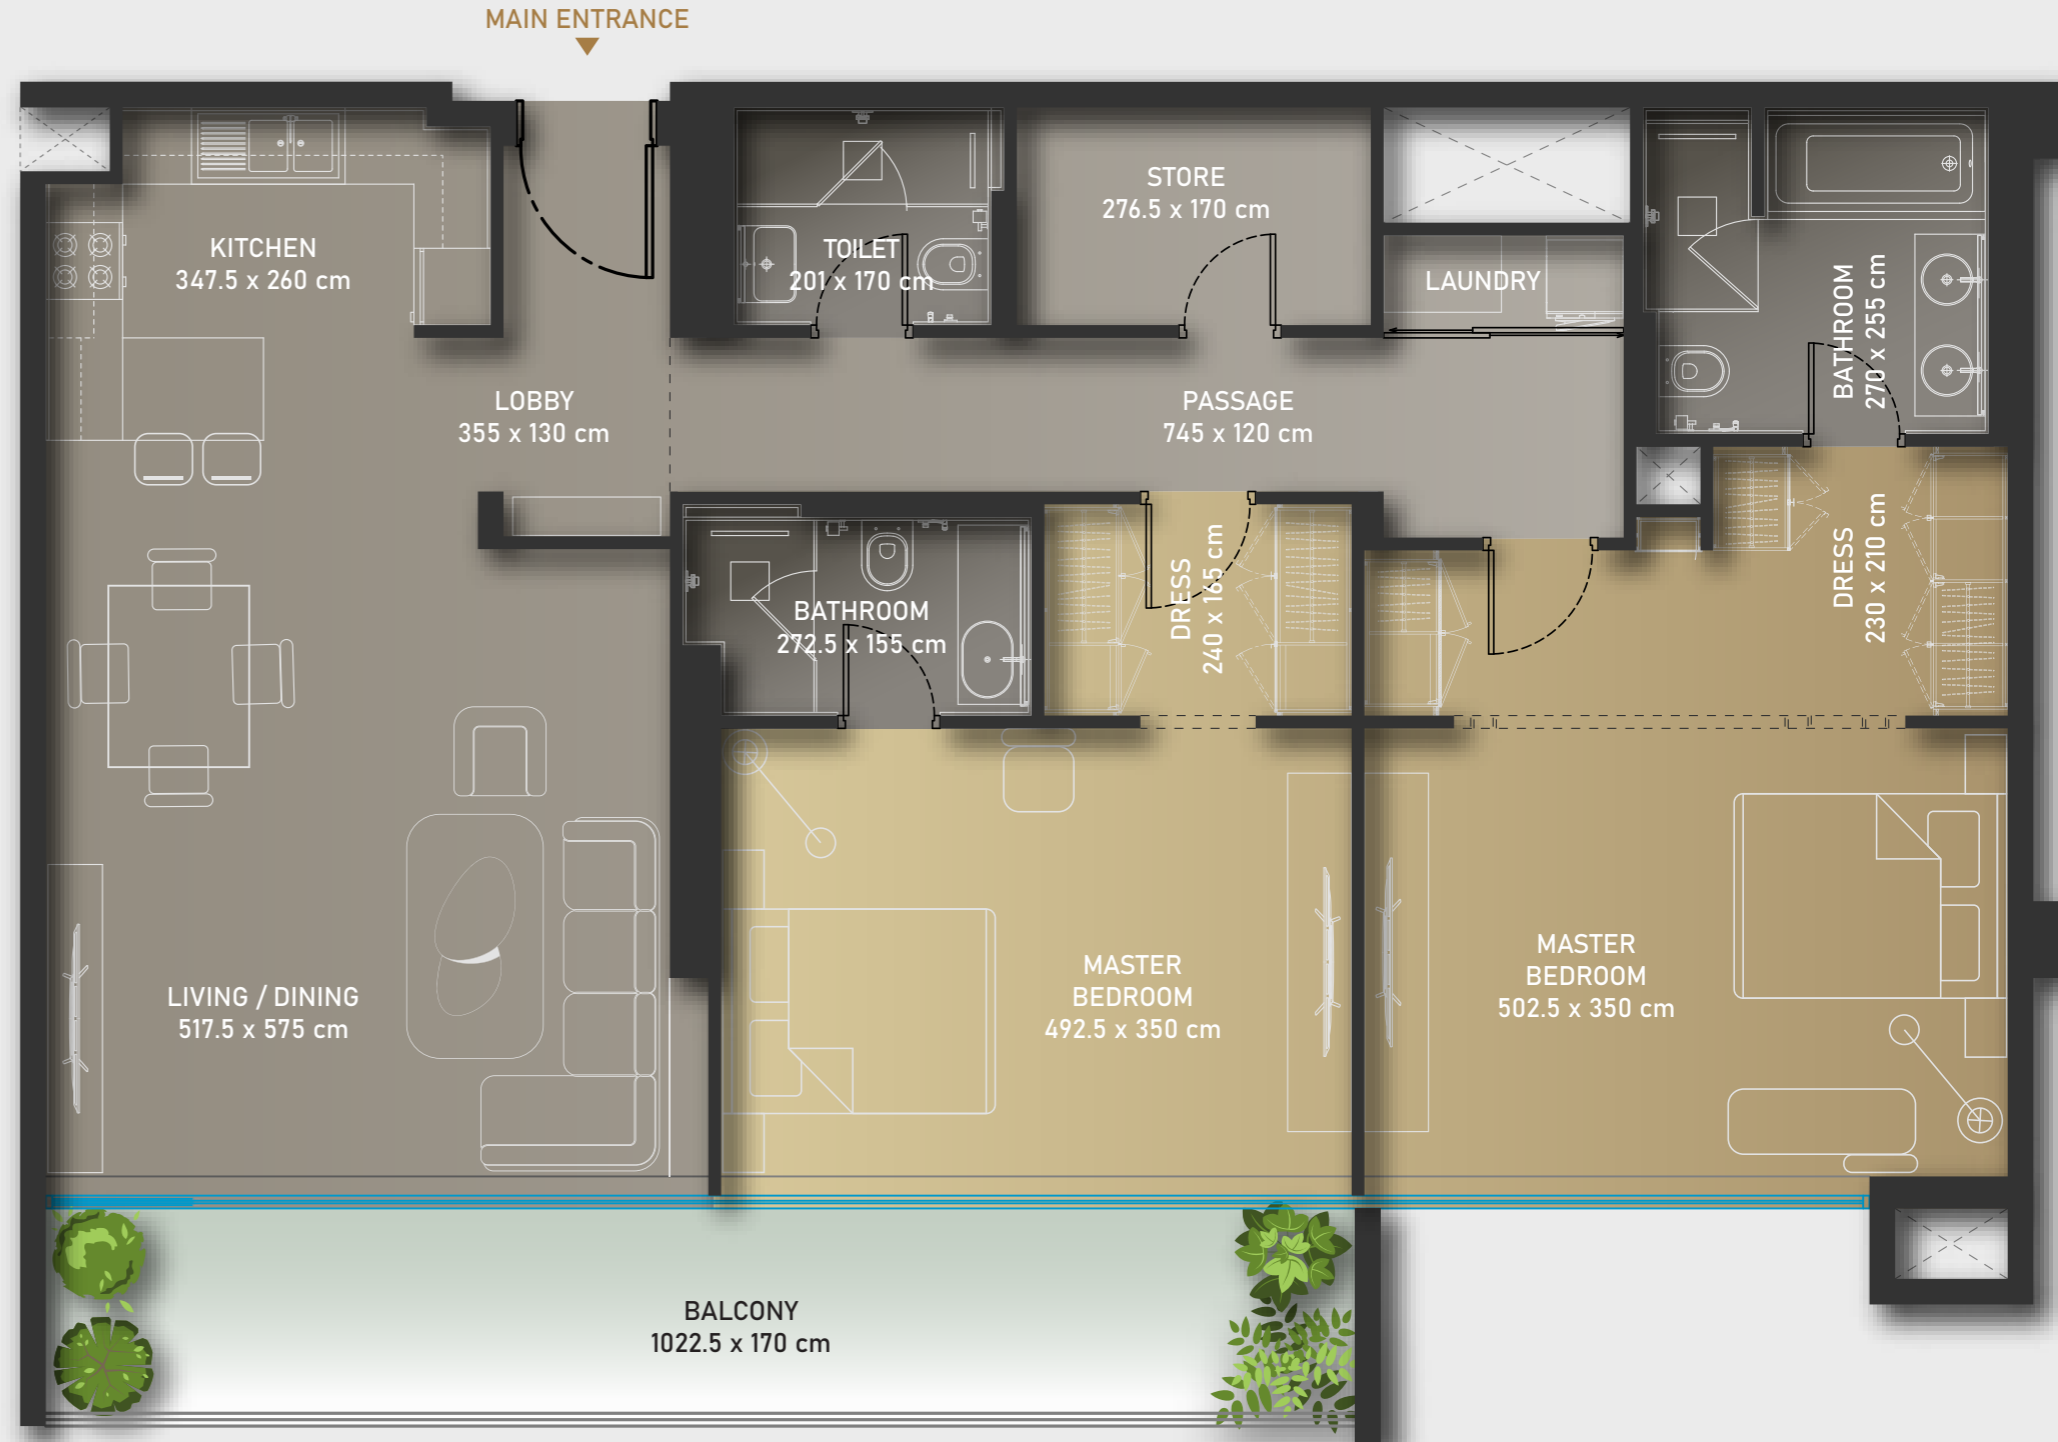 MAIN ENTRANCE
STORE
276.5 x 170 cm
KITCHEN
347.5 x 260 cm
TOILET
201 x 170 cm
LAUNDRY
BATHROOM
270 x 255 cm
LOBBY
355 x 130 cm
PASSAGE
745 x 120 cm
BATHROOM
272.5 x 155 cm
DRESS
240 x 165 cm
DRESS
230 x 210 cm
LIVING / DINING
517.5 x 575 cm
MASTER
BEDROOM
492.5 x 350 cm
MASTER
BEDROOM
502.5 x 350 cm
BALCONY
1022.5 x 170 cm